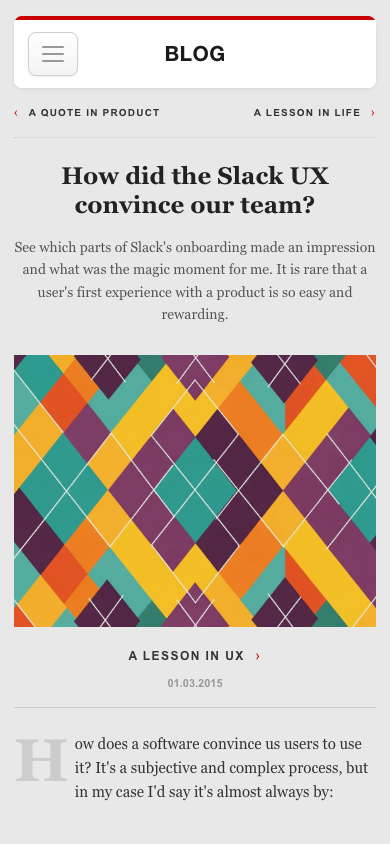 BLOG
‹ A QUOTE IN PRODUCT
A LESSON IN LIFE ›
How did the Slack UX
convince our team?
See which parts of Slack's onboarding made an impression
and what was the magic moment for me. It is rare that a
user's first experience with a product is so easy and
rewarding.
A LESSON IN UX ›
01.03.2015
How does a software convince us users to use
it? It's a subjective and complex process, but
in my case I'd say it's almost always by: